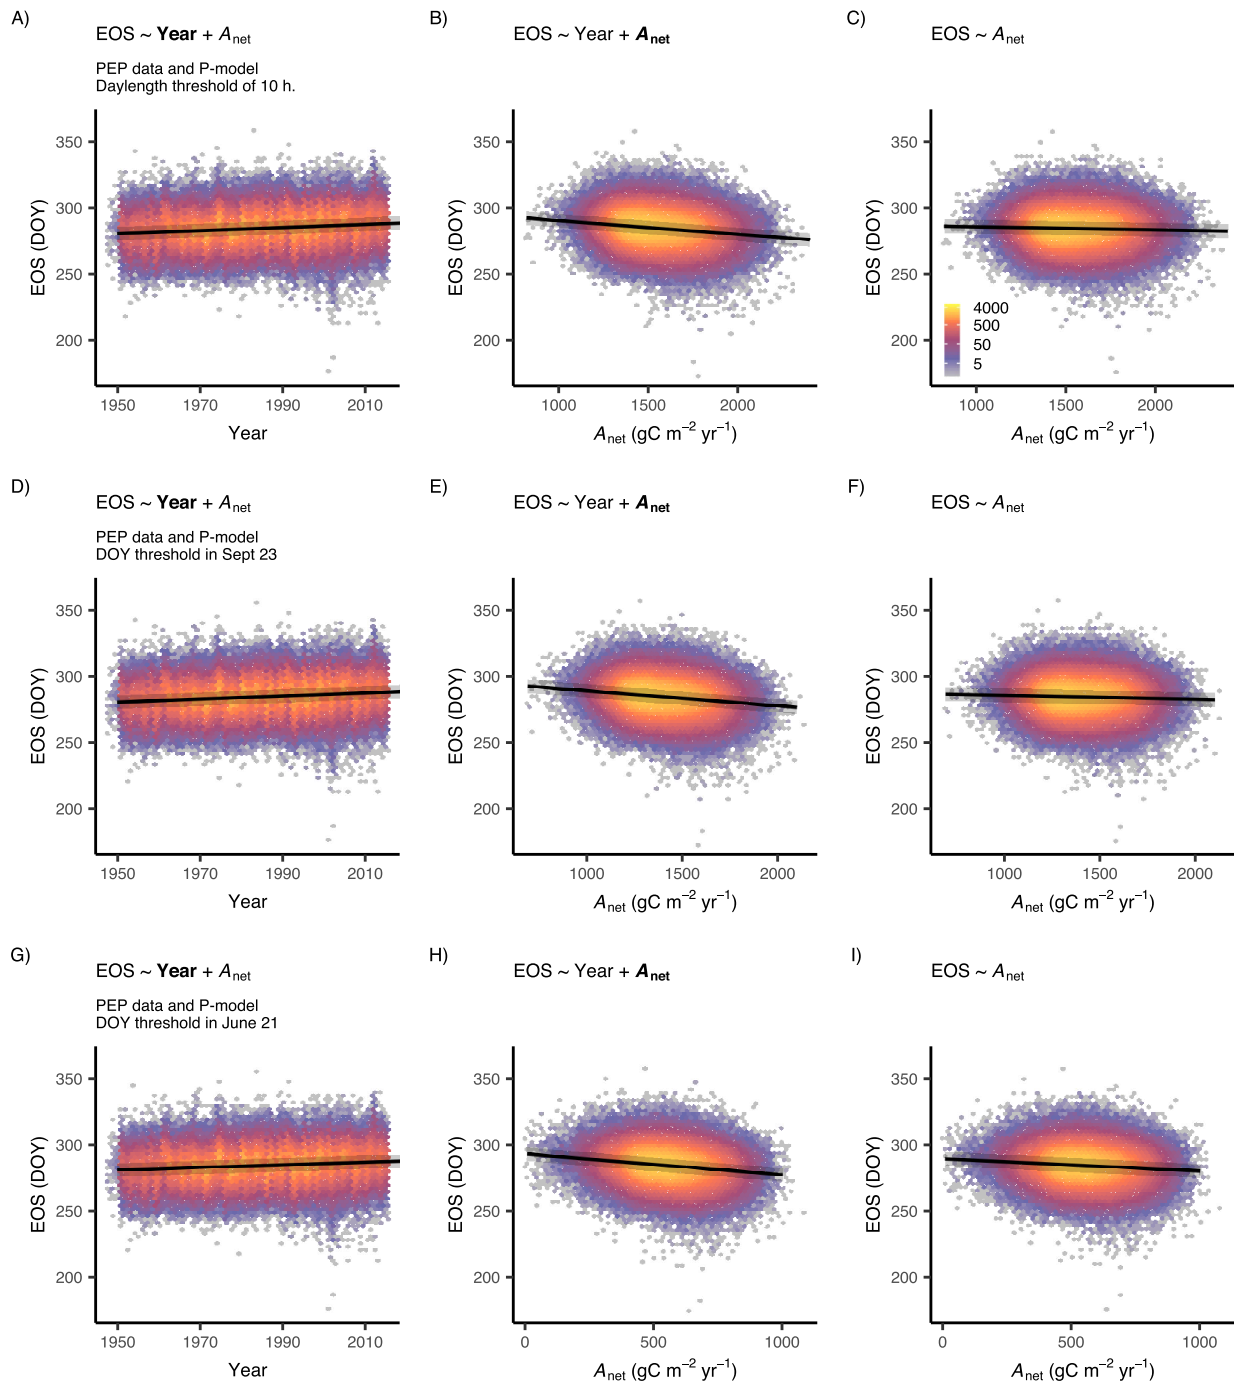 A)
EOS ~ Year + Anet
PEP data and P-model
Daylength threshold of 10 h.
350
300
250
200
EOS (DOY)
1950 1970 1990 2010
Year
B)
EOS ~ Year + Anet
350
300
250
200
EOS (DOY)
1000 1500 2000
Anet (gC m−2 yr−1)
C)
EOS ~ Anet
350
300
250
200
EOS (DOY)
4000
500
50
5
1000 1500 2000
Anet (gC m−2 yr−1)
D)
EOS ~ Year + Anet
PEP data and P-model
DOY threshold in Sept 23
350
300
250
200
EOS (DOY)
1950 1970 1990 2010
Year
E)
EOS ~ Year + Anet
350
300
250
200
EOS (DOY)
1000 1500 2000
Anet (gC m−2 yr−1)
F)
EOS ~ Anet
350
300
250
200
EOS (DOY)
1000 1500 2000
Anet (gC m−2 yr−1)
G)
EOS ~ Year + Anet
PEP data and P-model
DOY threshold in June 21
350
300
250
200
EOS (DOY)
1950 1970 1990 2010
Year
H)
EOS ~ Year + Anet
350
300
250
200
EOS (DOY)
0 500 1000
Anet (gC m−2 yr−1)
I)
EOS ~ Anet
350
300
250
200
EOS (DOY)
0 500 1000
Anet (gC m−2 yr−1)